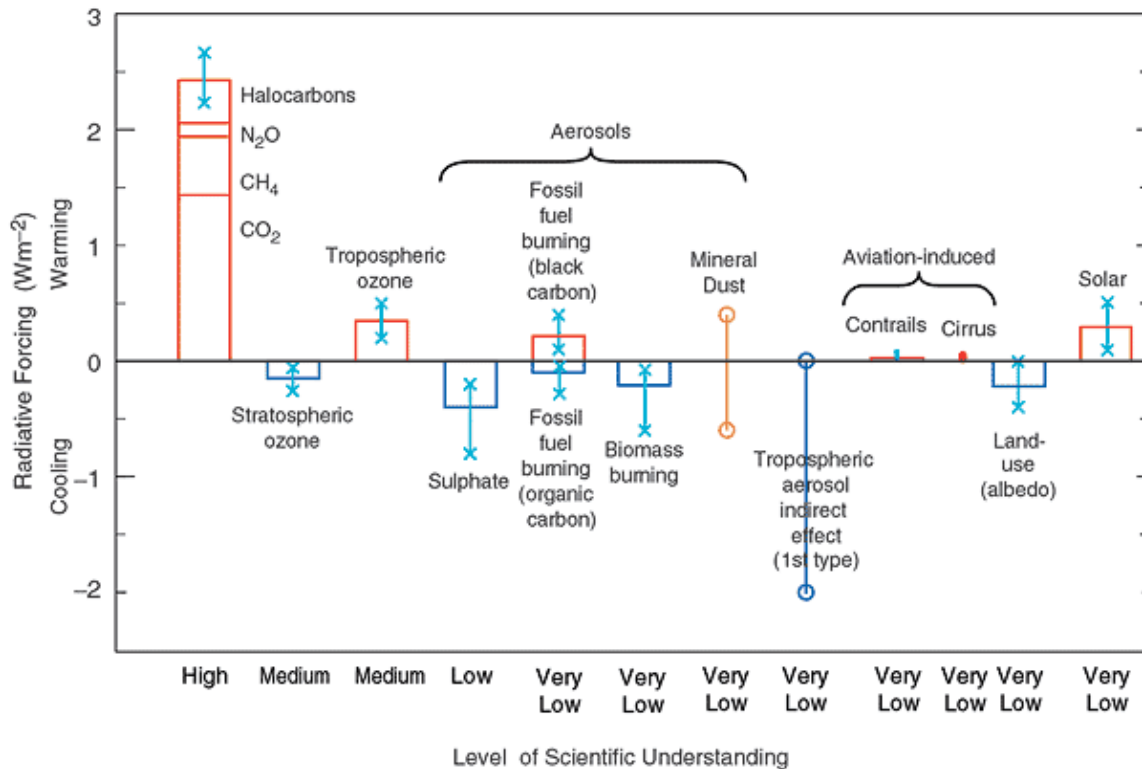 3
2
1
0
−1
−2
Radiative Forcing (Wm−2)
Cooling Warming
Halocarbons
N2O
CH4
CO2
Stratospheric
ozone
Tropospheric
ozone
Aerosols
Sulphate
Fossil
fuel
burning
(black
carbon)
Fossil
fuel
burning
(organic
carbon)
Biomass
burning
Mineral
Dust
Tropospheric
aerosol
indirect
effect
(1st type)
Aviation-induced
Contrails
Cirrus
Land-
use
(albedo)
Solar
High
Medium
Medium
Low
Very
Low
Very
Low
Very
Low
Very
Low
Very
Low
Very
Low
Very
Low
Very
Low
Level of Scientific Understanding